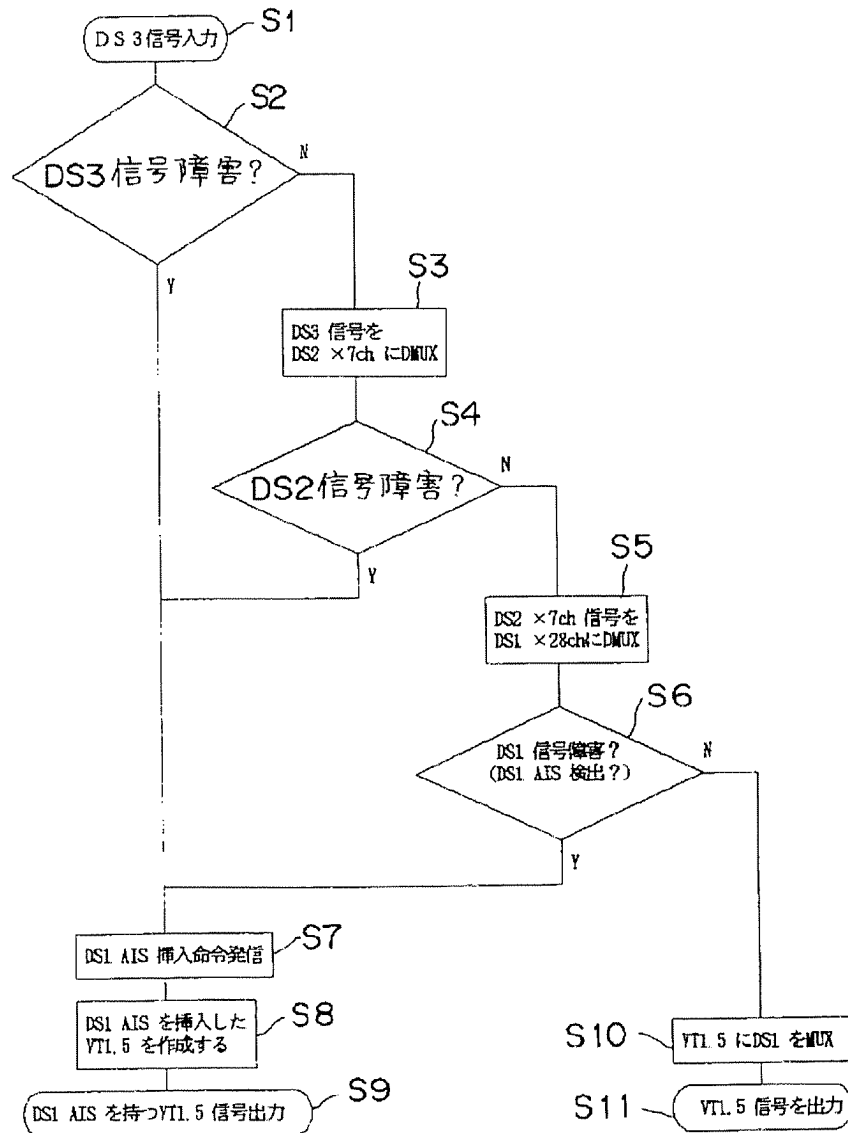 S1
DS3信号入力
S2
DS3信号障害?
N
Y
S3
DS3 信号を
DS2 ×7ch にDMUX
S4
DS2信号障害?
N
Y
S5
DS2 ×7ch 信号を
DS1 ×28chにDMUX
S6
DS1 信号障害?
(DS1 AIS 検出?)
N
Y
S7
DS1 AIS 挿入命令発信
S8
DS1 AIS を挿入した
VT1.5 を作成する
S9
DS1 AIS を持つVT1.5 信号出力
S10
VT1.5 にDS1 をMUX
S11
VT1.5 信号を出力